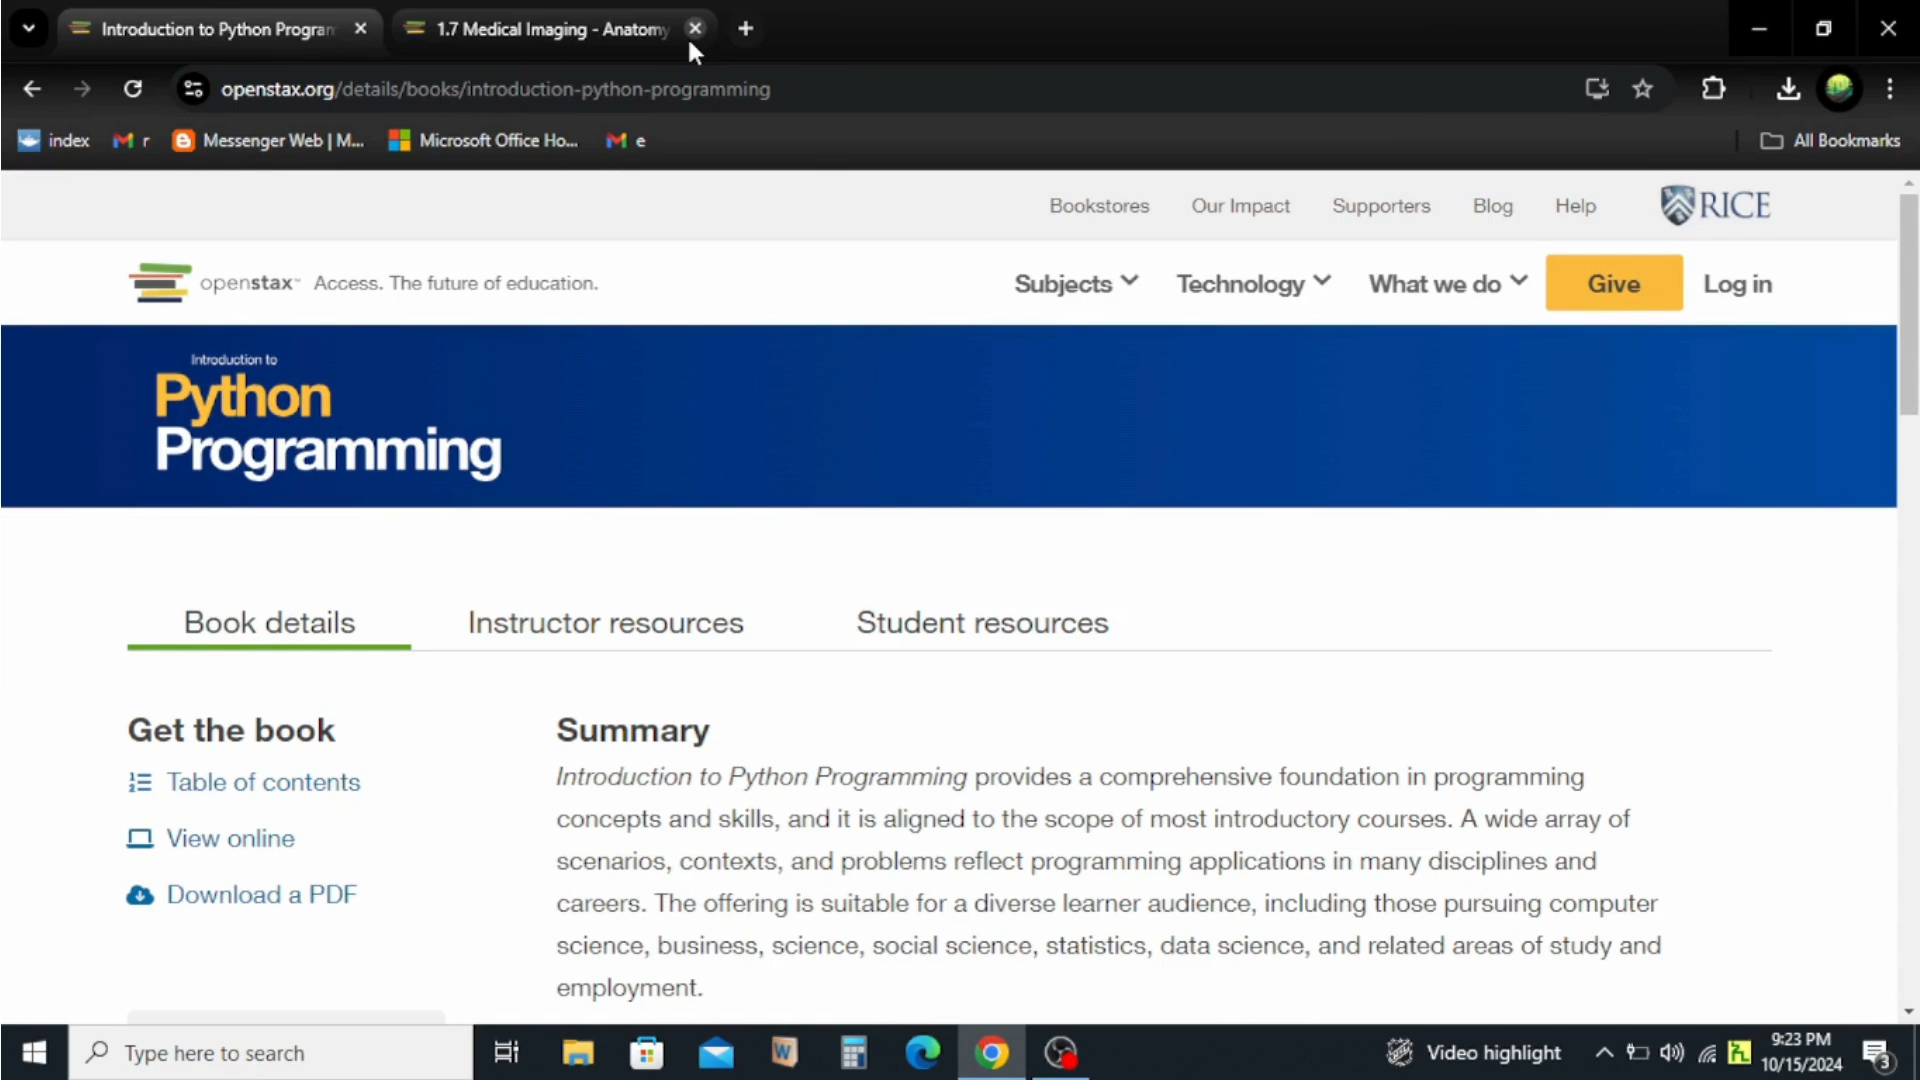 Introduction to Python Progran
1.7 Medical Imaging - Anatomy
openstax.org/details/books/introduction-python-programming
index
r
Messenger Web | M...
Microsoft Office Ho...
e
All Bookmarks
Bookstores
Our Impact
Supporters
Blog
Help
RICE
openstax™ Access. The future of education.
Subjects
Technology
What we do
Give
Log in
Introduction to
Python
Programming
Book details
Instructor resources
Student resources
Get the book
Table of contents
View online
Download a PDF
Summary
Introduction to Python Programming provides a comprehensive foundation in programming
concepts and skills, and it is aligned to the scope of most introductory courses. A wide array of
scenarios, contexts, and problems reflect programming applications in many disciplines and
careers. The offering is suitable for a diverse learner audience, including those pursuing computer
science, business, science, social science, statistics, data science, and related areas of study and
employment.
Type here to search
W
Video highlight
9:23 PM
10/15/2024
3